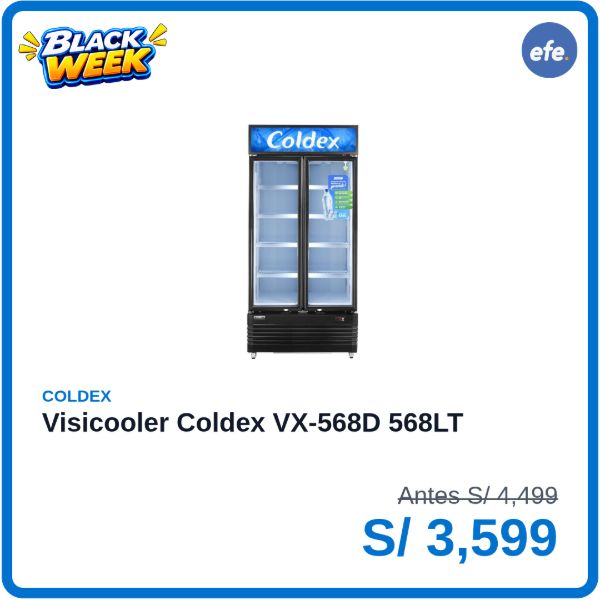 BLACK
WEEK
efe.
Coldex
COLDEX
Visicooler Coldex VX-568D 568LT
Antes S/ 4,499
S/ 3,599